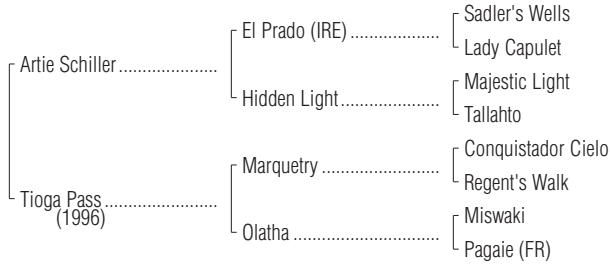 Sadler's Wells
El Prado (IRE) ....................
Lady Capulet
Artie Schiller ......................
Majestic Light
Hidden Light ......................
Tallaho
Conquistador Cielo
Marquetry ........................
Regent's Walk
Tioga Pass .........................
(1996)
Miswaki
Olatha ................................
Pagaie (FR)